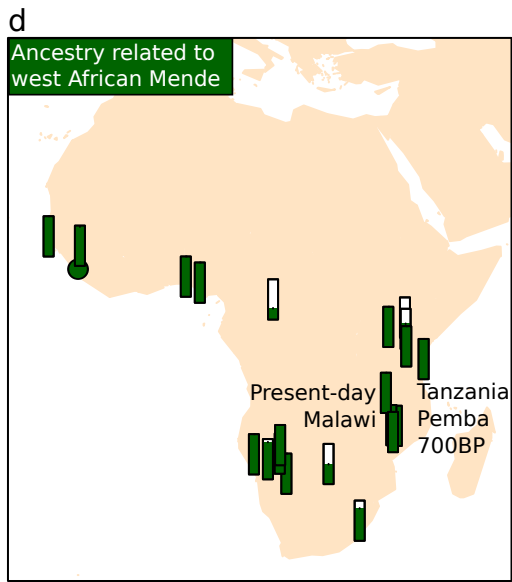 d
Ancestry related to
west African Mende
Present-day
Malawi
Tanzania
Pemba
700BP